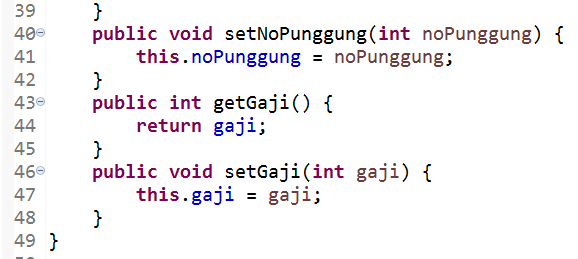 39     }
40     public void setNoPunggung(int noPunggung) {
41         this.noPunggung = noPunggung;
42     }
43     public int getGaji() {
44         return gaji;
45     }
46     public void setGaji(int gaji) {
47         this.gaji = gaji;
48     }
49 }